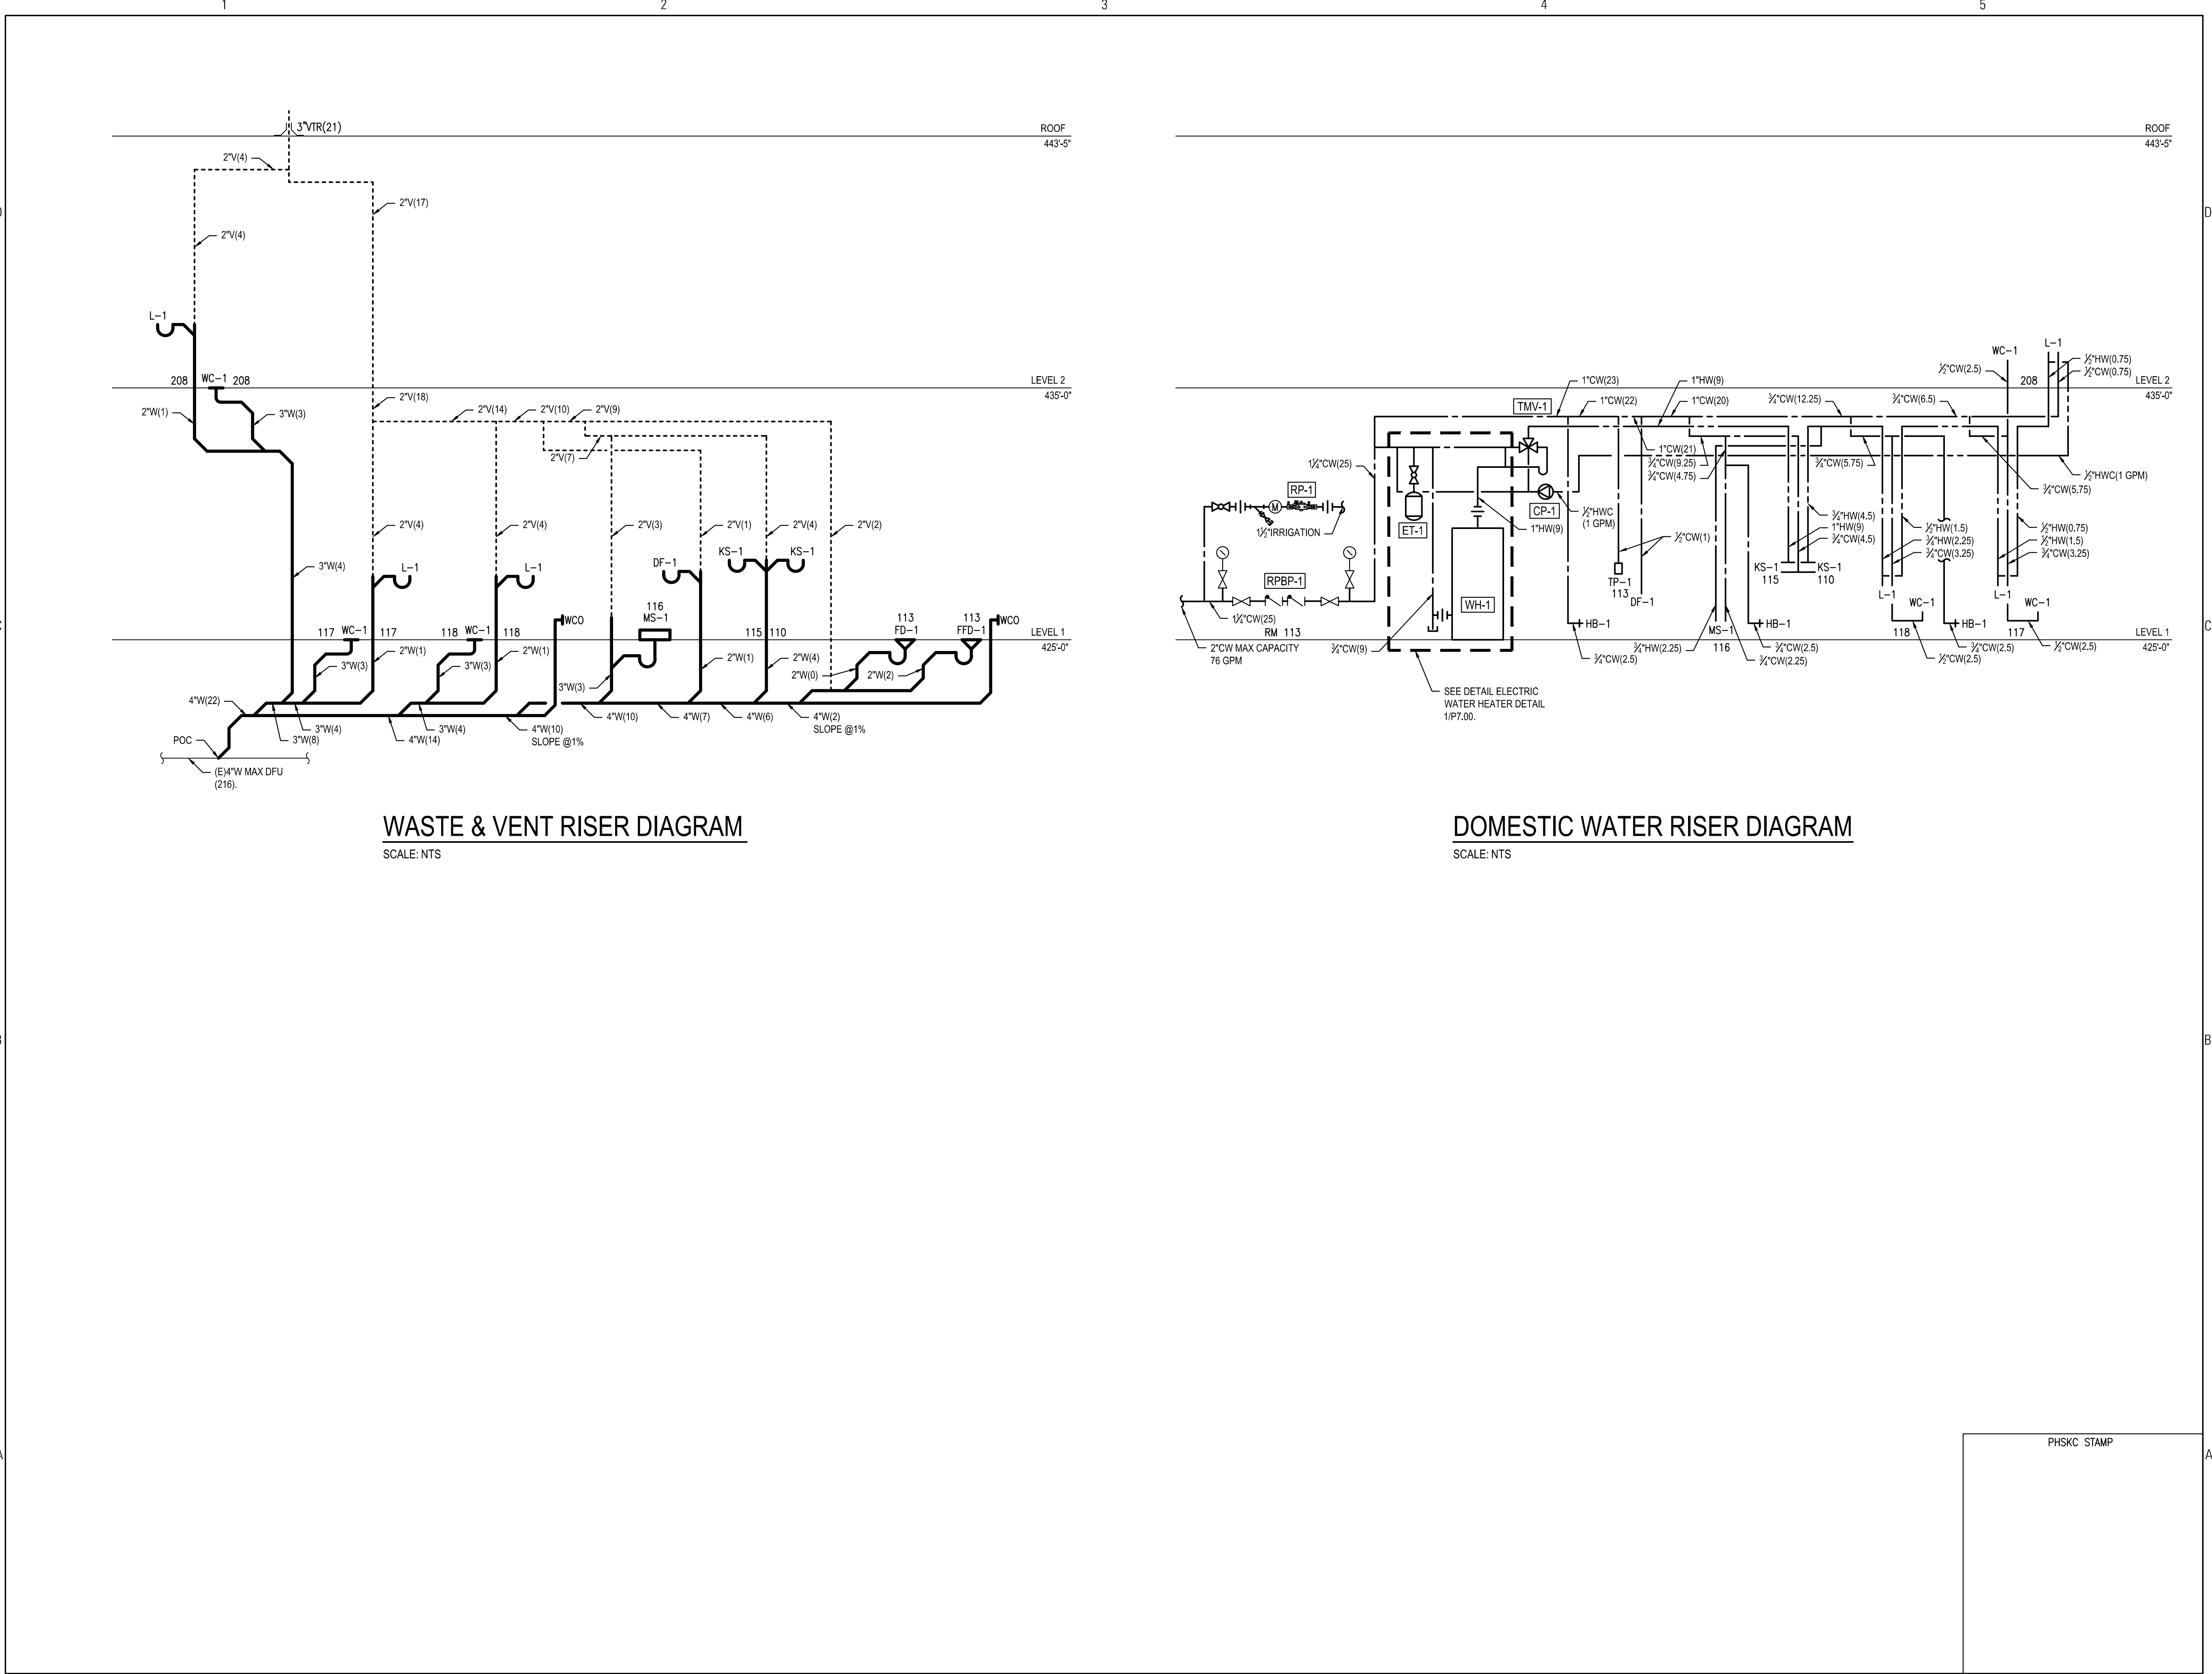 1
2
3
4
5
D
D
C
C
B
B
A
A
3"VTR(21)
ROOF
443'-5"
2"V(4)
2"V(17)
2"V(4)
L-1
208
WC-1
208
LEVEL 2
435'-0"
2"W(1)
3"W(3)
2"V(18)
2"V(14)
2"V(10)
2"V(9)
2"V(7)
2"V(4)
2"V(4)
2"V(3)
2"V(1)
2"V(4)
2"V(2)
3"W(4)
L-1
L-1
DF-1
KS-1
KS-1
WCO
116
MS-1
113
FD-1
113
FFD-1
WCO
117
WC-1
117
118
WC-1
118
115
110
LEVEL 1
425'-0"
3"W(3)
2"W(1)
3"W(3)
2"W(1)
3"W(3)
2"W(1)
2"W(4)
2"W(0)
2"W(2)
4"W(22)
3"W(8)
3"W(4)
4"W(14)
3"W(4)
4"W(10)
SLOPE @1%
4"W(10)
4"W(7)
4"W(6)
4"W(2)
SLOPE @1%
POC
(E)4"W MAX DFU
(216).
WASTE & VENT RISER DIAGRAM
SCALE: NTS
ROOF
443'-5"
WC-1
L-1
½"CW(2.5)
½"HW(0.75)
½"CW(0.75)
208
LEVEL 2
435'-0"
1"CW(23)
1"HW(9)
TMV-1
1"CW(22)
1"CW(20)
¾"CW(12.25)
¾"CW(6.5)
1"CW(21)
¾"CW(9.25)
¾"CW(4.75)
¾"CW(5.75)
½"HWC(1 GPM)
¾"CW(5.75)
1¼"CW(25)
RP-1
M
1½"IRRIGATION
ET-1
CP-1
1"HW(9)
½"HWC
(1 GPM)
½"CW(1)
¾"HW(4.5)
1"HW(9)
¾"CW(4.5)
½"HW(1.5)
¾"HW(2.25)
¾"CW(3.25)
½"HW(0.75)
½"HW(1.5)
¾"CW(3.25)
RPBP-1
WH-1
TP-1
113
DF-1
KS-1
115
KS-1
110
L-1
WC-1
L-1
WC-1
1¼"CW(25)
HB-1
MS-1
116
HB-1
118
HB-1
117
RM 113
LEVEL 1
425'-0"
2"CW MAX CAPACITY
76 GPM
¾"CW(9)
¾"CW(2.5)
¾"HW(2.25)
¾"CW(2.5)
¾"CW(2.25)
½"CW(2.5)
¾"CW(2.5)
½"CW(2.5)
SEE DETAIL ELECTRIC
WATER HEATER DETAIL
1/P7.00.
DOMESTIC WATER RISER DIAGRAM
SCALE: NTS
PHSKC STAMP